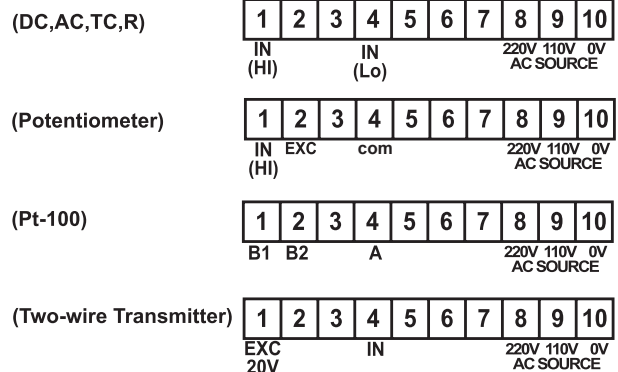 (DC,AC,TC,R) 1 2 3 4 5 6 7 8 9 10
IN IN 220V 110V 0V
(HI) (Lo) AC SOURCE
(Potentiometer) 1 2 3 4 5 6 7 8 9 10
IN EXC com 220V 110V 0V
(HI) AC SOURCE
(Pt-100) 1 2 3 4 5 6 7 8 9 10
B1 B2 A 220V 110V 0V
AC SOURCE
(Two-wire Transmitter) 1 2 3 4 5 6 7 8 9 10
EXC IN 220V 110V 0V
20V AC SOURCE